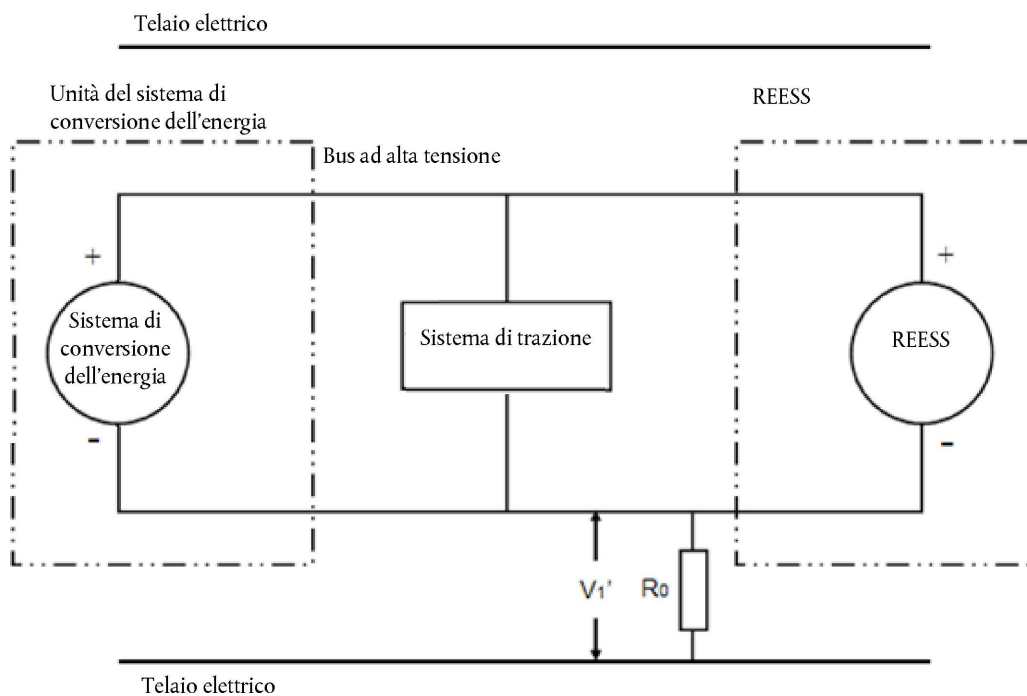 Telaio elettrico
Unità del sistema di
conversione dell'energia
REESS
Bus ad alta tensione
+
+
Sistema di
conversione
dell'energia
Sistema di trazione
REESS
-
-
V1'
R0
Telaio elettrico